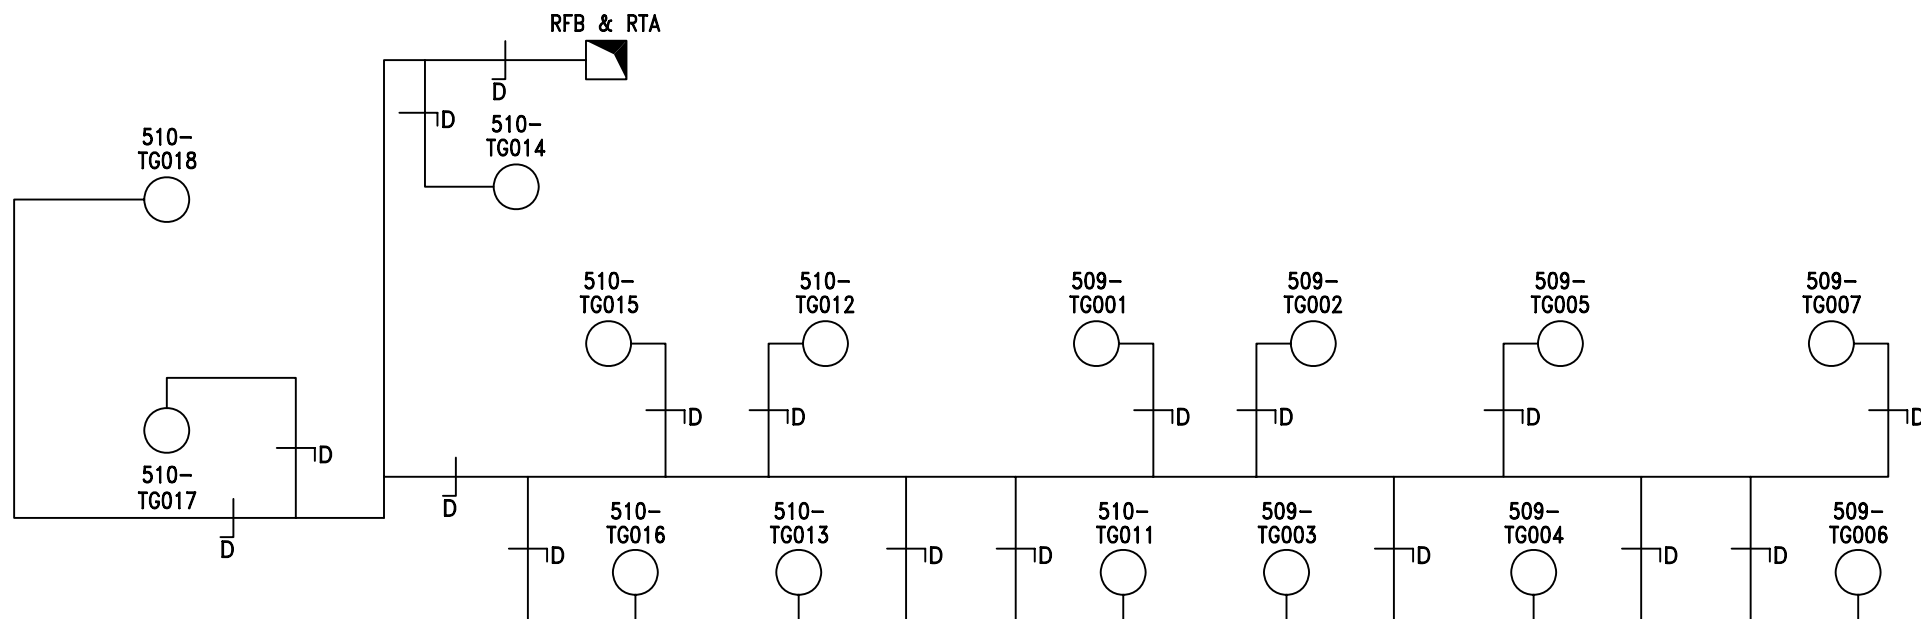 RFB & RTA
D
D
510-
TG014
510-
TG018
510-
TG015
510-
TG012
509-
TG001
509-
TG002
509-
TG005
509-
TG007
D
D
D
D
D
D
D
510-
TG017
D
D
510-
TG016
510-
TG013
510-
TG011
509-
TG003
509-
TG004
509-
TG006
D
D
D
D
D
D